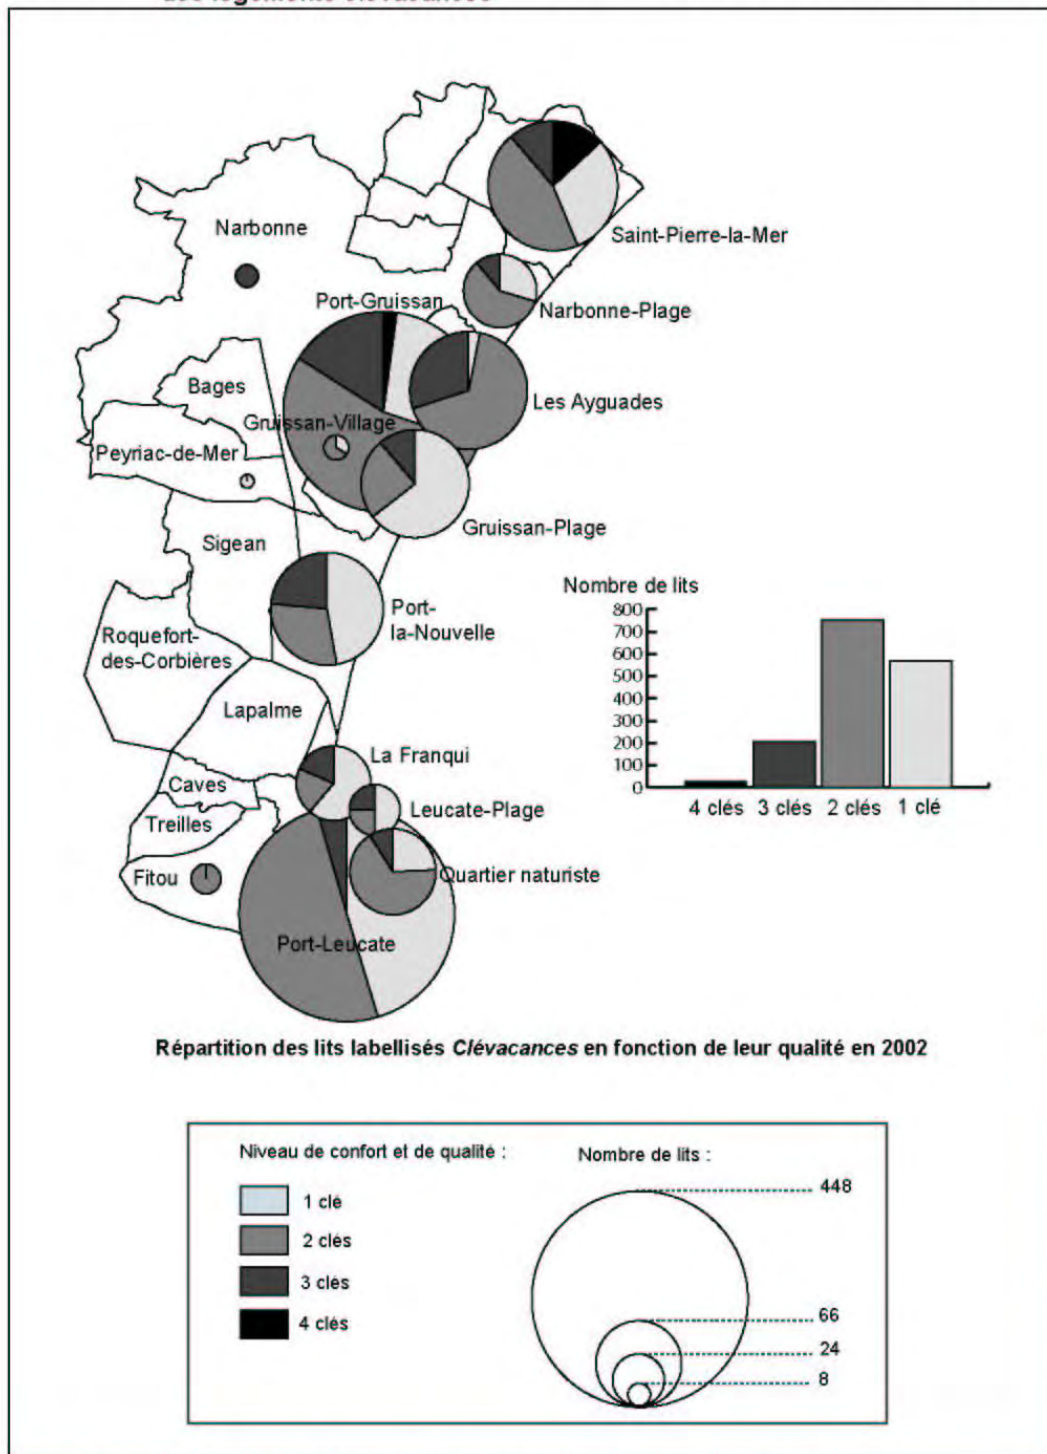 des logements clévacances
Narbonne
Saint-Pierre-la-Mer
Port-Gruissan
Narbonne-Plage
Bages
Les Ayguades
Gruissan-Village
Peyriac-de-Mer
Gruissan-Plage
Sigean
Port-
la-Nouvelle
Roquefort-
des-Corbières
Lapalme
La Franqui
Caves
Leucate-Plage
Treilles
Fitou
Quartier naturiste
Port-Leucate
Nombre de lits
800
700
600
500
400
300
200
100
0
4 clés 3 clés 2 clés 1 clé
Répartition des lits labellisés Clévacances en fonction de leur qualité en 2002
Niveau de confort et de qualité :
1 clé
2 clés
3 clés
4 clés
Nombre de lits :
448
66
24
8